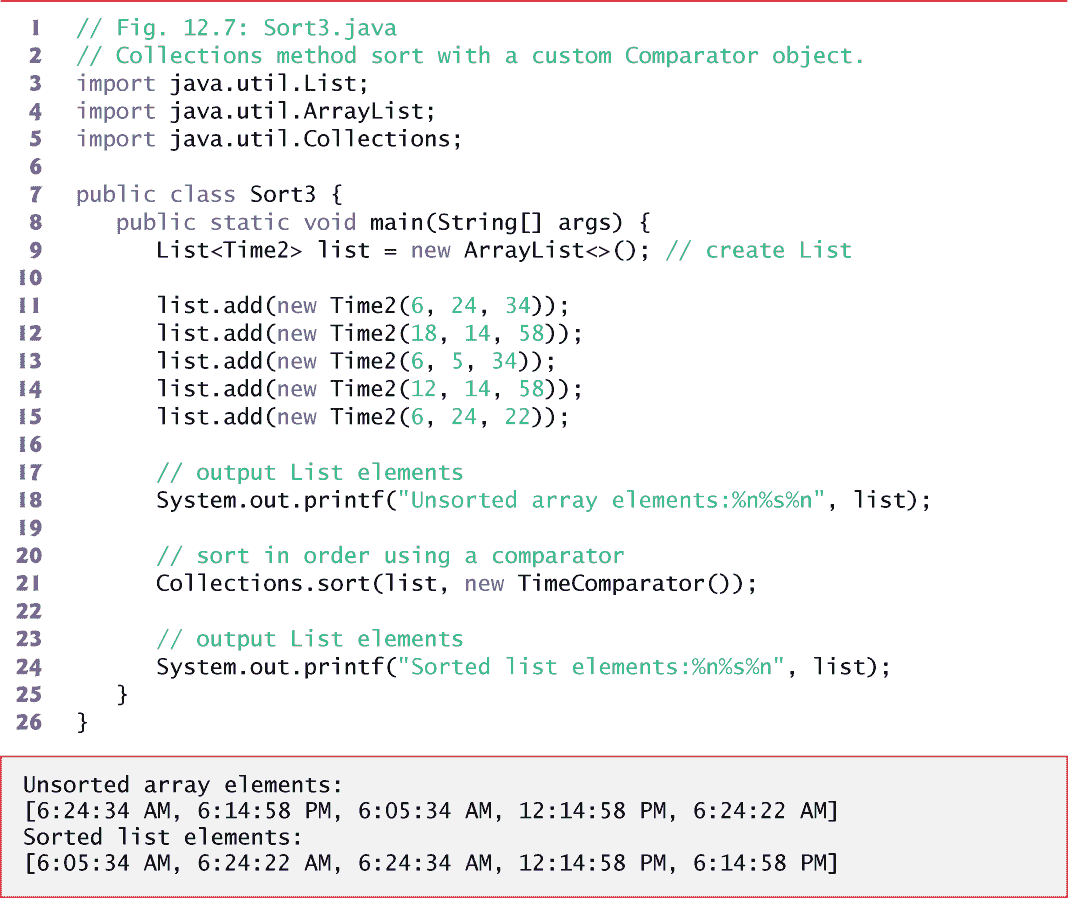 1 // Fig. 12.7: Sort3.java
2 // Collections method sort with a custom Comparator object.
3 import java.util.List;
4 import java.util.ArrayList;
5 import java.util.Collections;
6
7 public class Sort3 {
8    public static void main(String[] args) {
9       List<Time2> list = new ArrayList<>(); // create List
10
11       list.add(new Time2(6, 24, 34));
12       list.add(new Time2(18, 14, 58));
13       list.add(new Time2(6, 5, 34));
14       list.add(new Time2(12, 14, 58));
15       list.add(new Time2(6, 24, 22));
16
17       // output List elements
18       System.out.printf("Unsorted array elements:%n%s%n", list);
19
20       // sort in order using a comparator
21       Collections.sort(list, new TimeComparator());
22
23       // output List elements
24       System.out.printf("Sorted list elements:%n%s%n", list);
25    }
26 }
Unsorted array elements:
[6:24:34 AM, 6:14:58 PM, 6:05:34 AM, 12:14:58 PM, 6:24:22 AM]
Sorted list elements:
[6:05:34 AM, 6:24:22 AM, 6:24:34 AM, 12:14:58 PM, 6:14:58 PM]